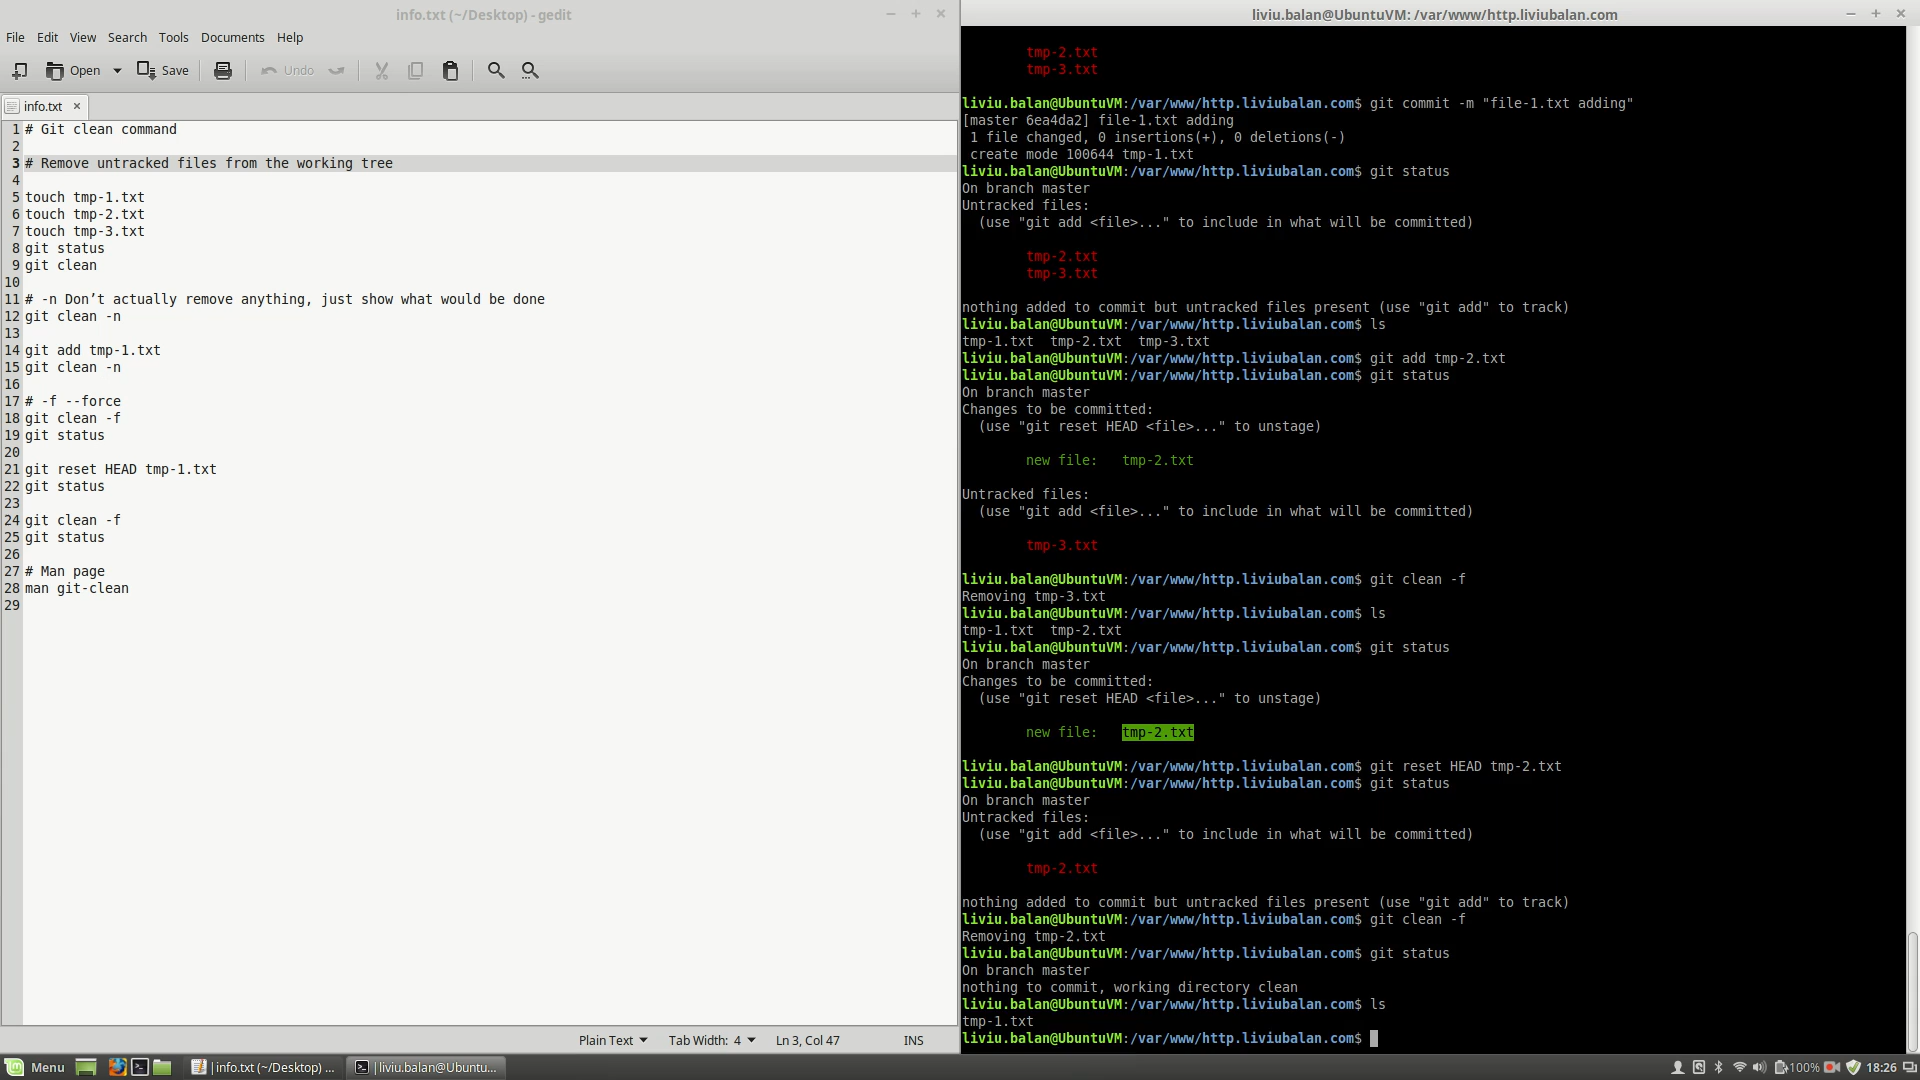 info.txt (~/Desktop) - gedit
File Edit View Search Tools Documents Help
Open Save Undo
info.txt ×
1 # Git clean command
2
3 # Remove untracked files from the working tree
4
5 touch tmp-1.txt
6 touch tmp-2.txt
7 touch tmp-3.txt
8 git status
9 git clean
10
11 # -n Don’t actually remove anything, just show what would be done
12 git clean -n
13
14 git add tmp-1.txt
15 git clean -n
16
17 # -f --force
18 git clean -f
19 git status
20
21 git reset HEAD tmp-1.txt
22 git status
23
24 git clean -f
25 git status
26
27 # Man page
28 man git-clean
29
Plain Text Tab Width: 4 Ln 3, Col 47 INS
liviu.balan@UbuntuVM: /var/www/http.liviubalan.com
tmp-2.txt
tmp-3.txt
liviu.balan@UbuntuVM:/var/www/http.liviubalan.com$ git commit -m "file-1.txt adding"
[master 6ea4da2] file-1.txt adding
1 file changed, 0 insertions(+), 0 deletions(-)
create mode 100644 tmp-1.txt
liviu.balan@UbuntuVM:/var/www/http.liviubalan.com$ git status
On branch master
Untracked files:
(use "git add <file>..." to include in what will be committed)
tmp-2.txt
tmp-3.txt
nothing added to commit but untracked files present (use "git add" to track)
liviu.balan@UbuntuVM:/var/www/http.liviubalan.com$ ls
tmp-1.txt tmp-2.txt tmp-3.txt
liviu.balan@UbuntuVM:/var/www/http.liviubalan.com$ git add tmp-2.txt
liviu.balan@UbuntuVM:/var/www/http.liviubalan.com$ git status
On branch master
Changes to be committed:
(use "git reset HEAD <file>..." to unstage)
new file: tmp-2.txt
Untracked files:
(use "git add <file>..." to include in what will be committed)
tmp-3.txt
liviu.balan@UbuntuVM:/var/www/http.liviubalan.com$ git clean -f
Removing tmp-3.txt
liviu.balan@UbuntuVM:/var/www/http.liviubalan.com$ ls
tmp-1.txt tmp-2.txt
liviu.balan@UbuntuVM:/var/www/http.liviubalan.com$ git status
On branch master
Changes to be committed:
(use "git reset HEAD <file>..." to unstage)
new file: tmp-2.txt
liviu.balan@UbuntuVM:/var/www/http.liviubalan.com$ git reset HEAD tmp-2.txt
liviu.balan@UbuntuVM:/var/www/http.liviubalan.com$ git status
On branch master
Untracked files:
(use "git add <file>..." to include in what will be committed)
tmp-2.txt
nothing added to commit but untracked files present (use "git add" to track)
liviu.balan@UbuntuVM:/var/www/http.liviubalan.com$ git clean -f
Removing tmp-2.txt
liviu.balan@UbuntuVM:/var/www/http.liviubalan.com$ git status
On branch master
nothing to commit, working directory clean
liviu.balan@UbuntuVM:/var/www/http.liviubalan.com$ ls
tmp-1.txt
liviu.balan@UbuntuVM:/var/www/http.liviubalan.com$
Menu |info.txt (~/Desktop) ... |liviu.balan@Ubuntu... 100% 18:26